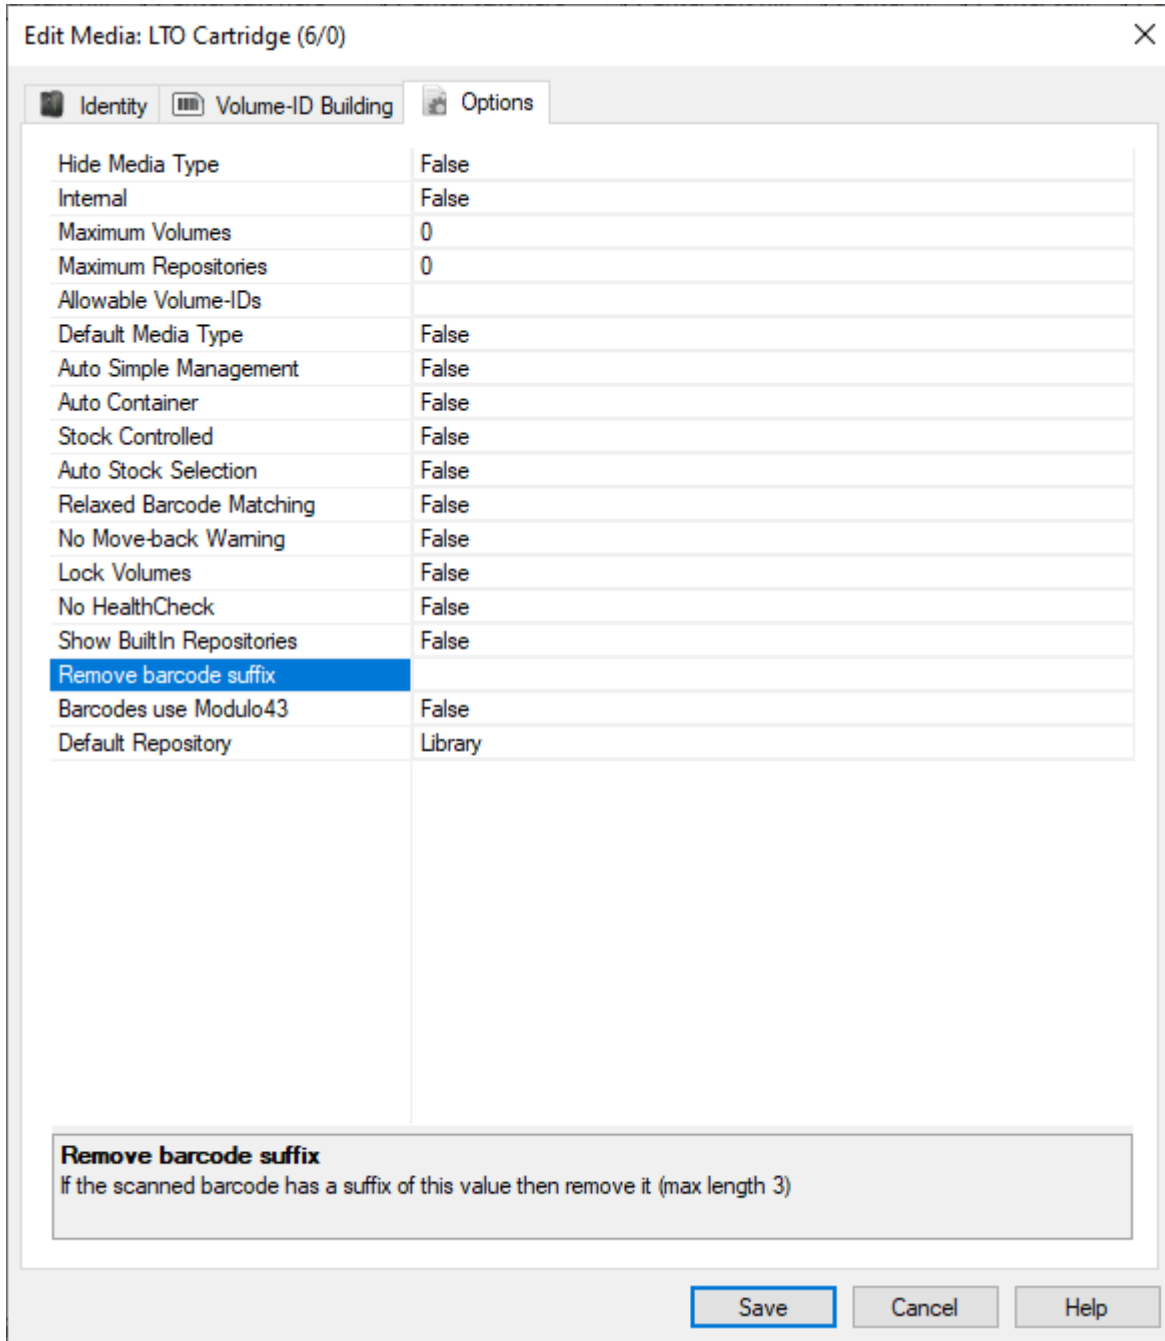 Edit Media: LTO Cartridge (6/0)
Identity Volume-ID Building Options
Hide Media Type False
Internal False
Maximum Volumes 0
Maximum Repositories 0
Allowable Volume-IDs
Default Media Type False
Auto Simple Management False
Auto Container False
Stock Controlled False
Auto Stock Selection False
Relaxed Barcode Matching False
No Move-back Warning False
Lock Volumes False
No HealthCheck False
Show BuiltIn Repositories False
Remove barcode suffix
Barcodes use Modulo43 False
Default Repository Library
Remove barcode suffix
If the scanned barcode has a suffix of this value then remove it (max length 3)
Save Cancel Help